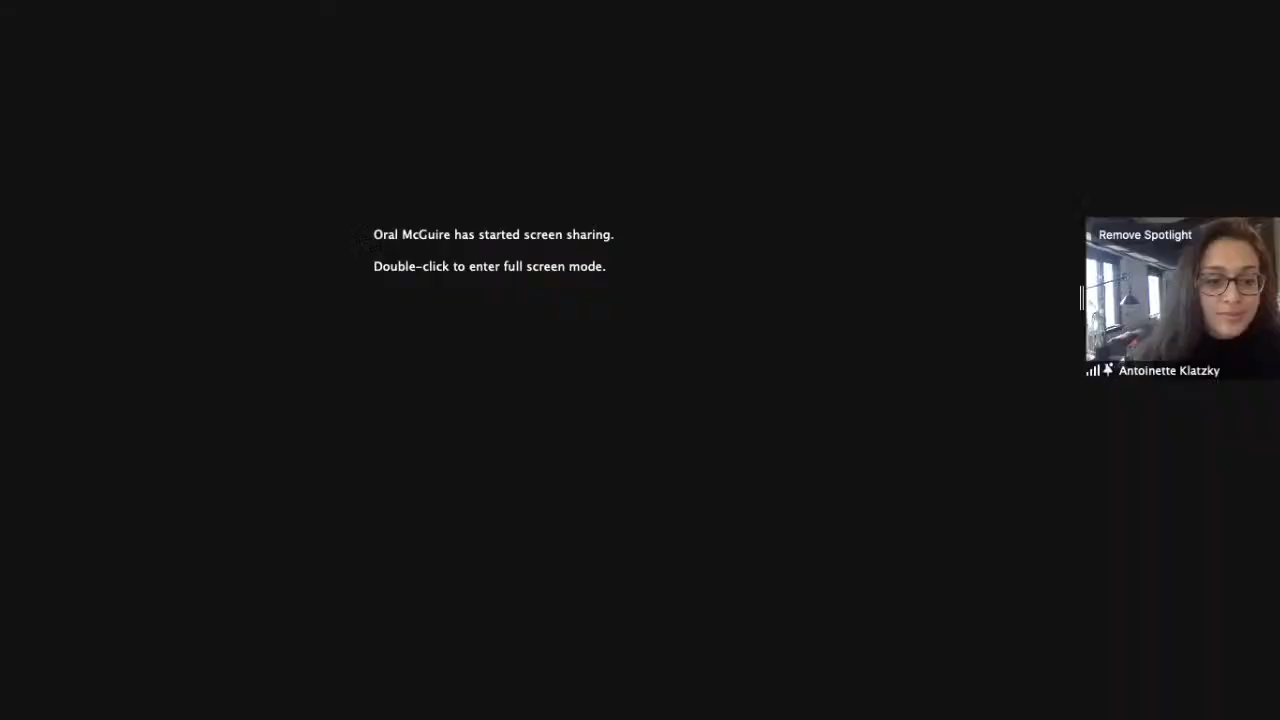 Oral McGuire has started screen sharing.
Double-click to enter full screen mode.
Remove Spotlight
Antoinette Klatzky